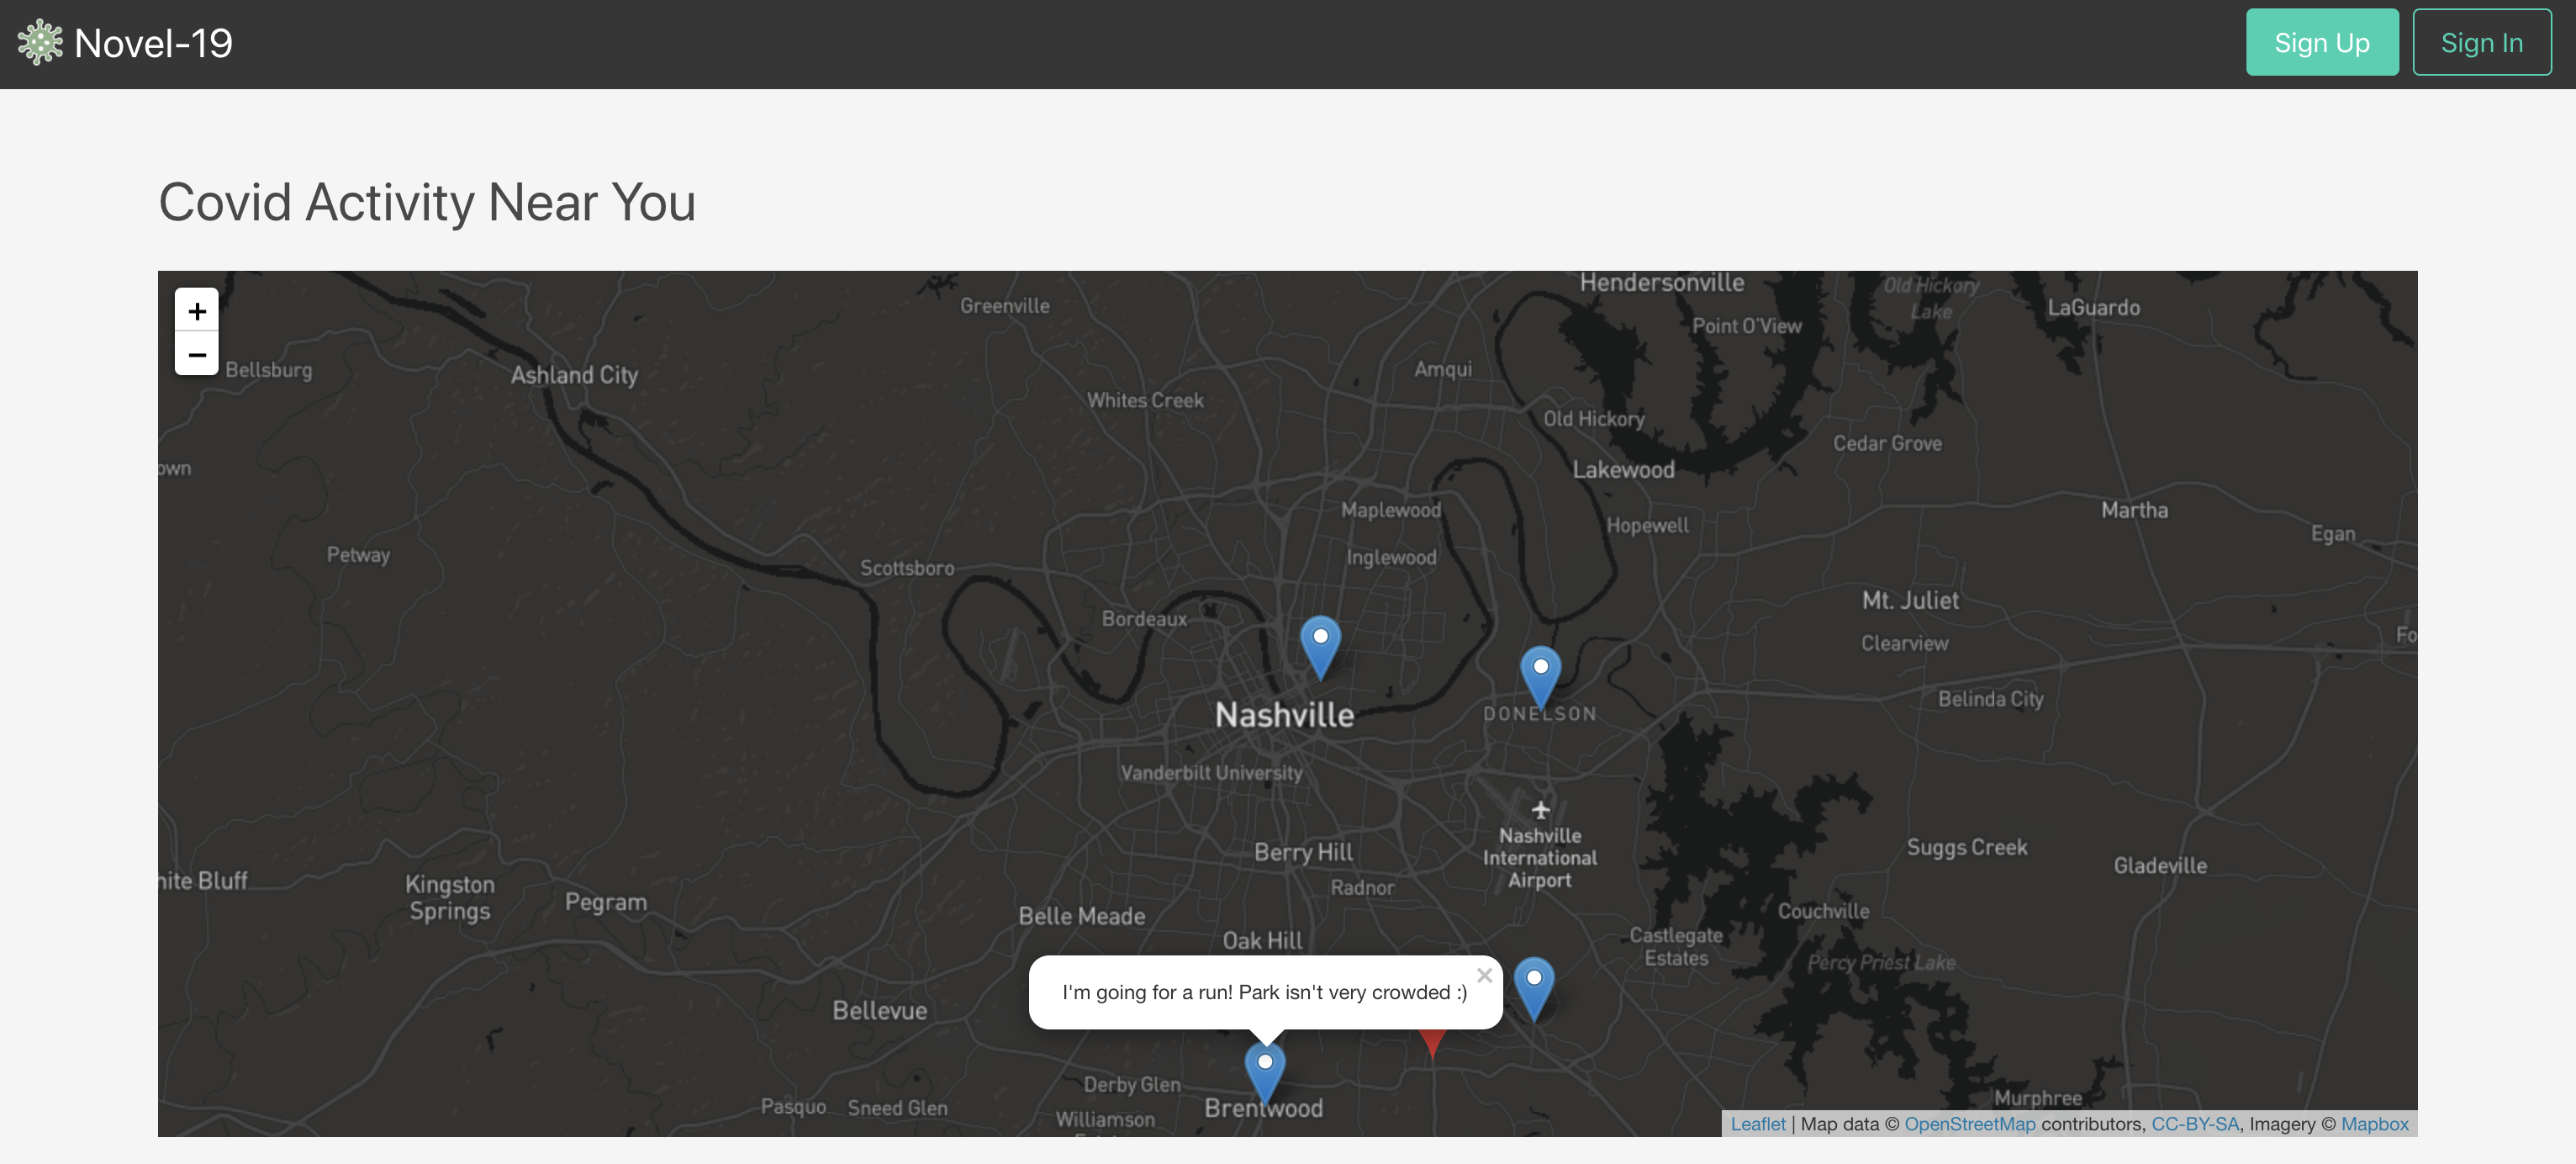 Novel-19
Sign Up
Sign In
Covid Activity Near You
+
−
Hendersonville
Old Hickory
Lake
LaGuardo
Greenville
Point O'View
Bellsburg
Ashland City
Amqui
Whites Creek
Old Hickory
Cedar Grove
own
Lakewood
Maplewood
Martha
Hopewell
Egan
Petway
Inglewood
Scottsboro
Mt. Juliet
Bordeaux
Fo
Clearview
Belinda City
Nashville
DONELSON
Vanderbilt University
Nashville
International
Airport
Berry Hill
Suggs Creek
Gladeville
hite Bluff
Kingston
Springs
Radnor
Pegram
Belle Meade
Couchville
Oak Hill
Castlegate
Estates
Percy Priest Lake
I'm going for a run! Park isn't very crowded :)
×
Bellevue
Derby Glen
Murphree
Pasquo
Sneed Glen
Brentwood
Williamson
Leaflet | Map data © OpenStreetMap contributors, CC-BY-SA, Imagery © Mapbox